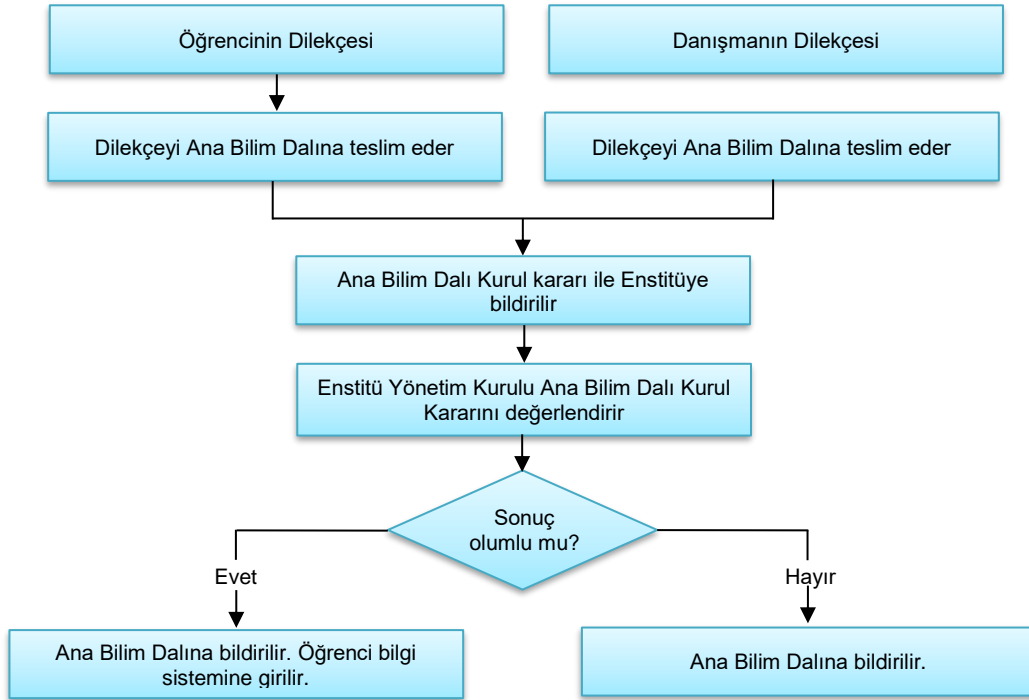 Öğrencinin Dilekçesi
Danışmanın Dilekçesi
Dilekçeyi Ana Bilim Dalına teslim eder
Dilekçeyi Ana Bilim Dalına teslim eder
Ana Bilim Dalı Kurul kararı ile Enstitüye
bildirilir
Enstitü Yönetim Kurulu Ana Bilim Dalı Kurul
Kararını değerlendirir
Sonuç
olumlu mu?
Evet
Hayır
Ana Bilim Dalına bildirilir. Öğrenci bilgi
sistemine girilir.
Ana Bilim Dalına bildirilir.